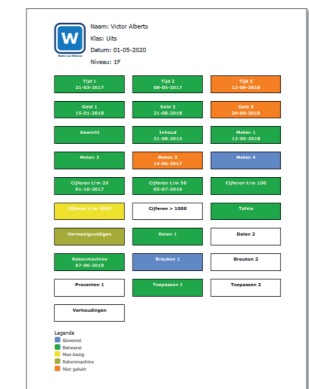 W
Naam: Victor Alberts
Klas: Uits
Datum: 01-05-2020
Niveau: 1F
Tijd 1
21-03-2017
Tijd 2
08-05-2017
Tijd 3
13-09-2018
Geld 1
15-01-2018
Geld 2
21-08-2018
Geld 3
24-09-2018
Gewicht
Inhoud
31-08-2013
Meten 1
13-09-2018
Meten 2
Meten 3
14-09-2017
Meten 4
Cijferen t/m 20
01-10-2017
Cijferen t/m 50
05-07-2019
Cijferen t/m 100
Cijferen t/m 1000
Cijferen > 1000
Tafels
Vermenigvuldigen
Delen 1
Delen 2
Rekenmachine
07-06-2019
Breuken 1
Breuken 2
Procenten 1
Toepassen 1
Toepassen 2
Verhoudingen
Legenda
Gewenst
Beheerst
Mee bezig
Rekenmachine
Niet gelukt